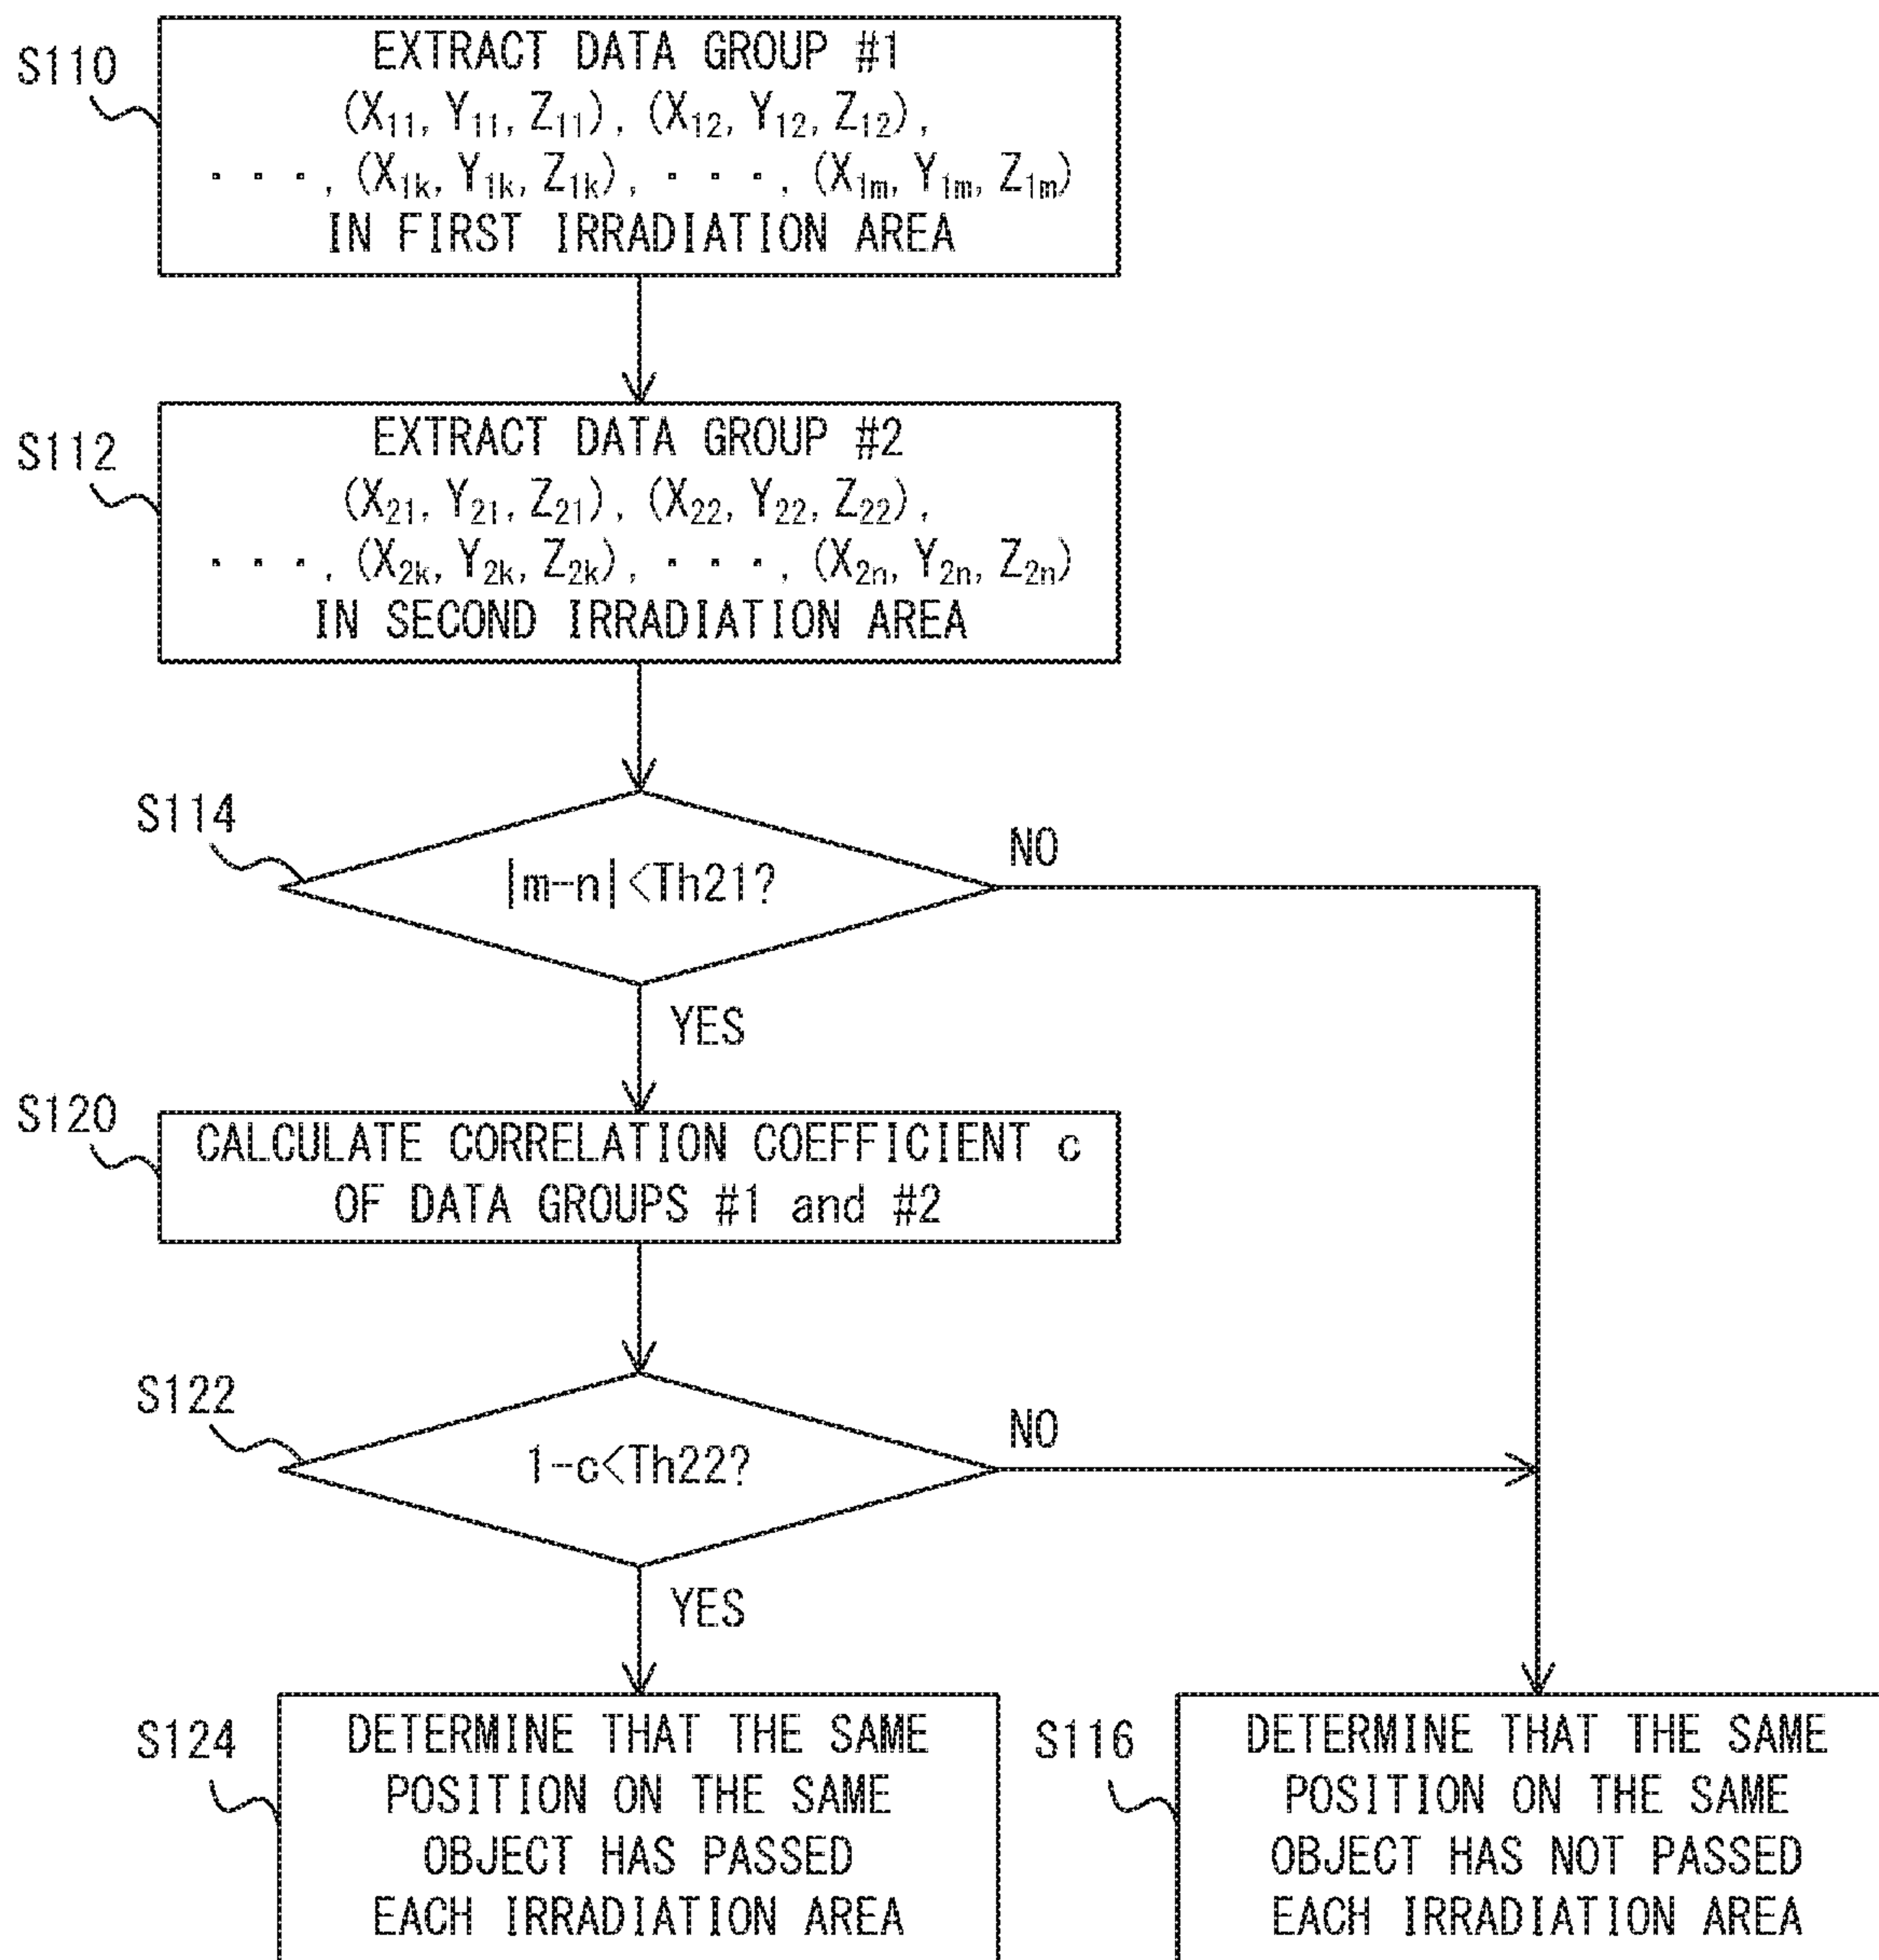 S110
EXTRACT DATA GROUP #1
(X₁₁, Y₁₁, Z₁₁), (X₁₂, Y₁₂, Z₁₂),
･･･, (X₁ₖ, Y₁ₖ, Z₁ₖ), ･･･, (X₁ₘ, Y₁ₘ, Z₁ₘ)
IN FIRST IRRADIATION AREA
S112
EXTRACT DATA GROUP #2
(X₂₁, Y₂₁, Z₂₁), (X₂₂, Y₂₂, Z₂₂),
･･･, (X₂ₖ, Y₂ₖ, Z₂ₖ), ･･･, (X₂ₙ, Y₂ₙ, Z₂ₙ)
IN SECOND IRRADIATION AREA
S114
|m-n|<Th21?
NO
YES
S120
CALCULATE CORRELATION COEFFICIENT c
OF DATA GROUPS #1 and #2
S122
1-c<Th22?
NO
YES
S124
DETERMINE THAT THE SAME
POSITION ON THE SAME
OBJECT HAS PASSED
EACH IRRADIATION AREA
S116
DETERMINE THAT THE SAME
POSITION ON THE SAME
OBJECT HAS NOT PASSED
EACH IRRADIATION AREA